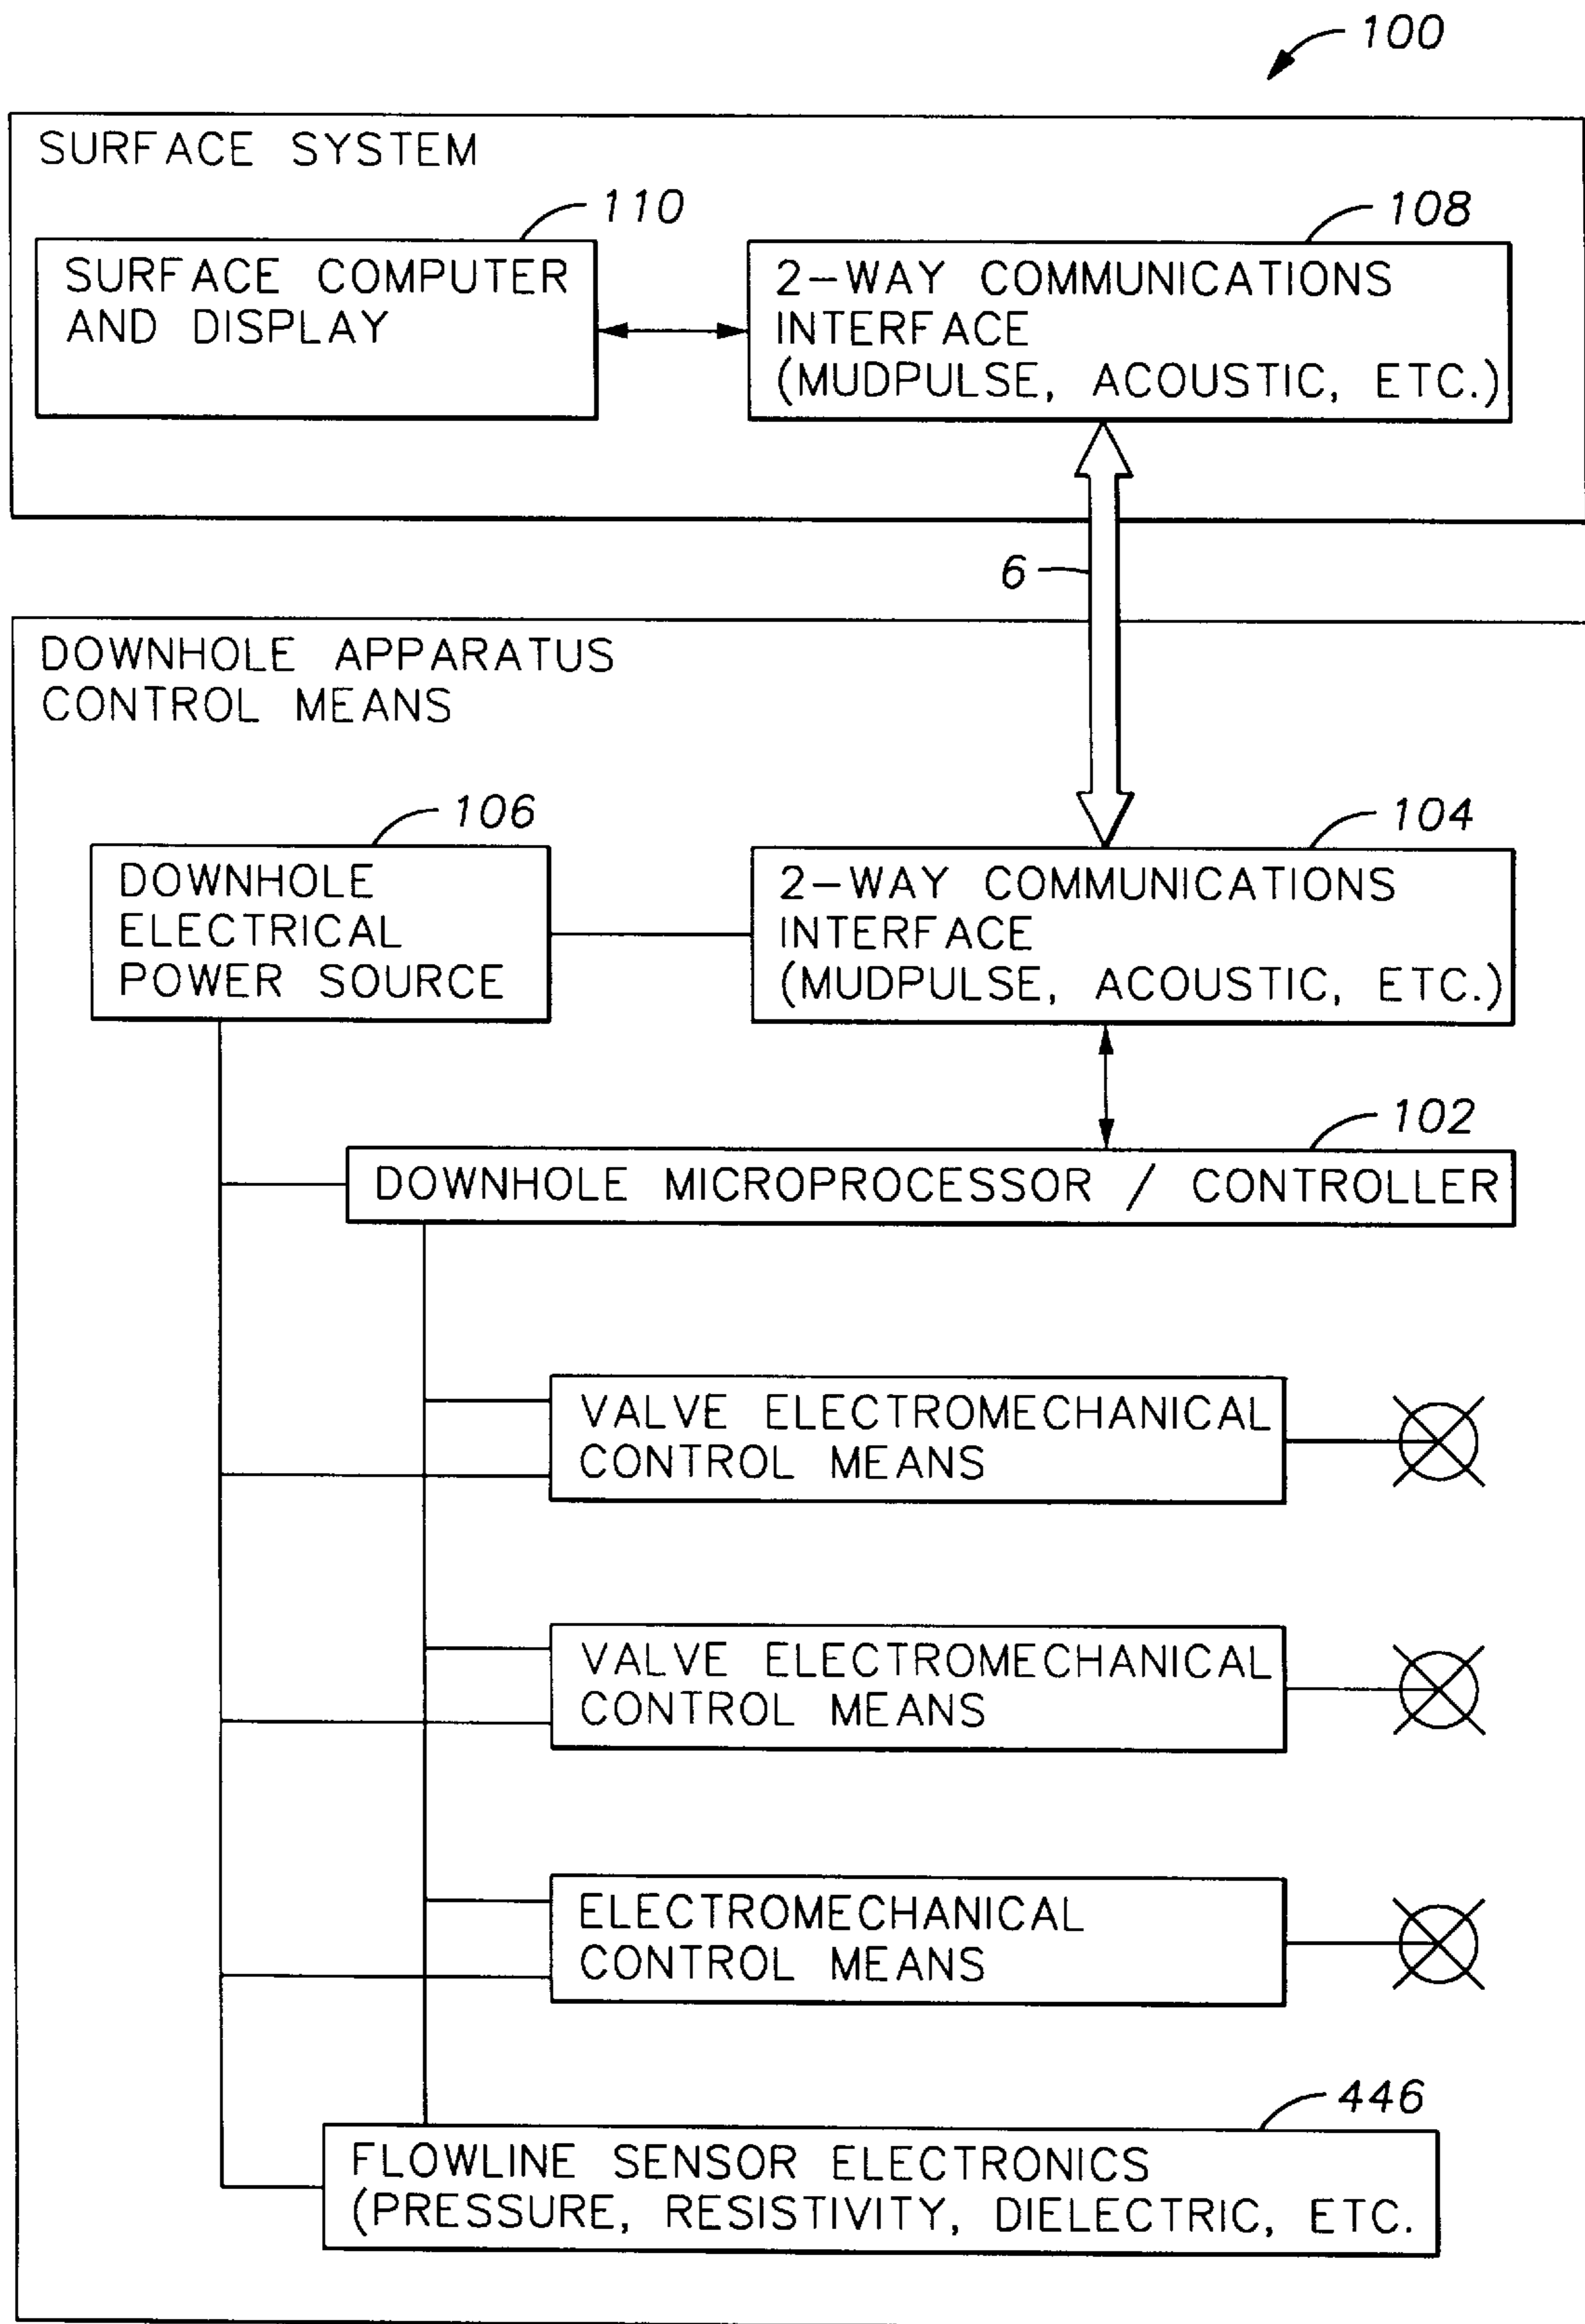 100
SURFACE SYSTEM
110
108
SURFACE COMPUTER
AND DISPLAY
2-WAY COMMUNICATIONS
INTERFACE
(MUDPULSE, ACOUSTIC, ETC.)
6
DOWNHOLE APPARATUS
CONTROL MEANS
106
104
DOWNHOLE
ELECTRICAL
POWER SOURCE
2-WAY COMMUNICATIONS
INTERFACE
(MUDPULSE, ACOUSTIC, ETC.)
102
DOWNHOLE MICROPROCESSOR / CONTROLLER
VALVE ELECTROMECHANICAL
CONTROL MEANS
VALVE ELECTROMECHANICAL
CONTROL MEANS
ELECTROMECHANICAL
CONTROL MEANS
446
FLOWLINE SENSOR ELECTRONICS
(PRESSURE, RESISTIVITY, DIELECTRIC, ETC.